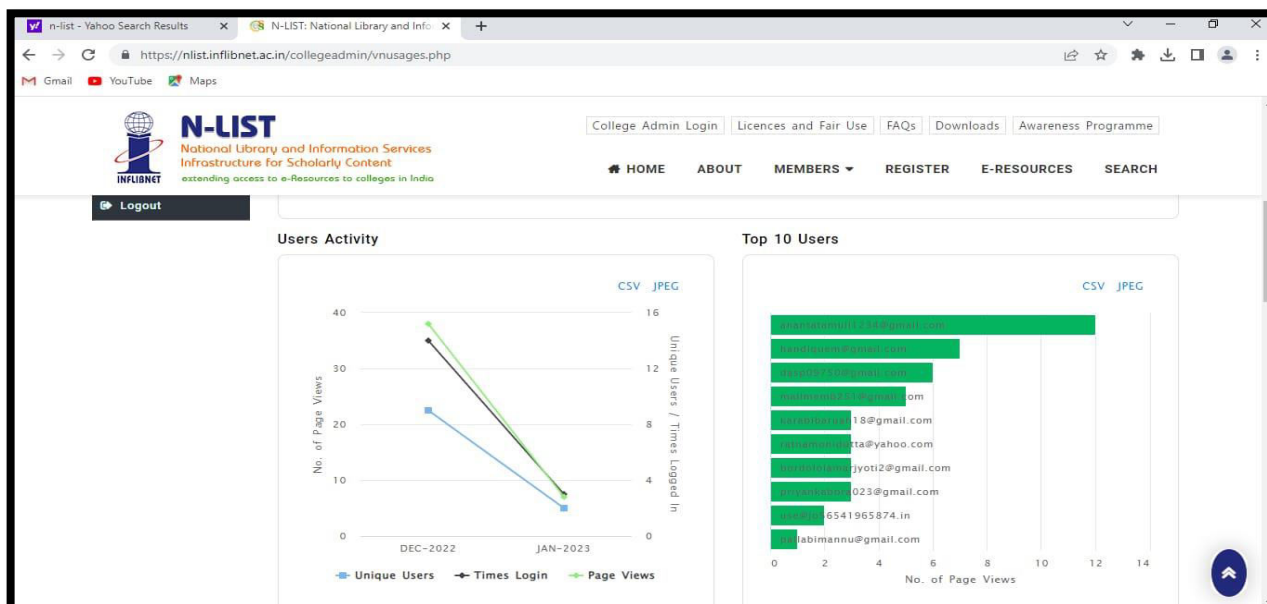 n-list - Yahoo Search Results
N-LIST: National Library and Info
https://nlist.inflibnet.ac.in/collegeadmin/vnusages.php
Gmail YouTube Maps
INFLIBNET
N-LIST
National Library and Information Services
Infrastructure for Scholarly Content
extending access to e-Resources to colleges in India
College Admin Login Licences and Fair Use FAQs Downloads Awareness Programme
HOME ABOUT MEMBERS REGISTER E-RESOURCES SEARCH
Logout
Users Activity
CSV JPEG
No. of Page Views
40
30
20
10
0
16
12
8
4
0
Unique Users / Times Logged In
DEC-2022 JAN-2023
Unique Users Times Login Page Views
Top 10 Users
CSV JPEG
0 2 4 6 8 10 12 14
No. of Page Views